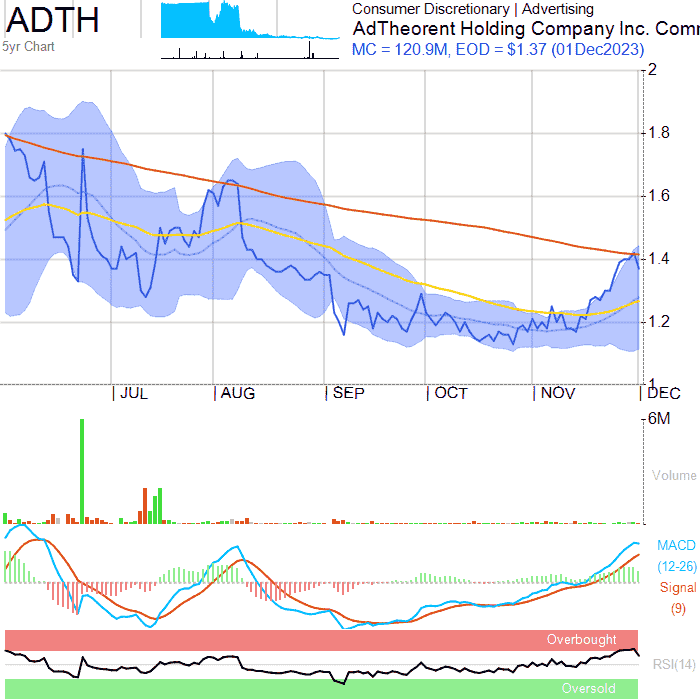 ADTH
5yr Chart
Consumer Discretionary | Advertising
AdTheorent Holding Company Inc. Comm
MC = 120.9M, EOD = $1.37 (01Dec2023)
2
1.8
1.6
1.4
1.2
1
JUL AUG SEP OCT NOV DEC
6M
Volume
MACD
(12-26)
Signal
(9)
Overbought
RSI(14)
Oversold